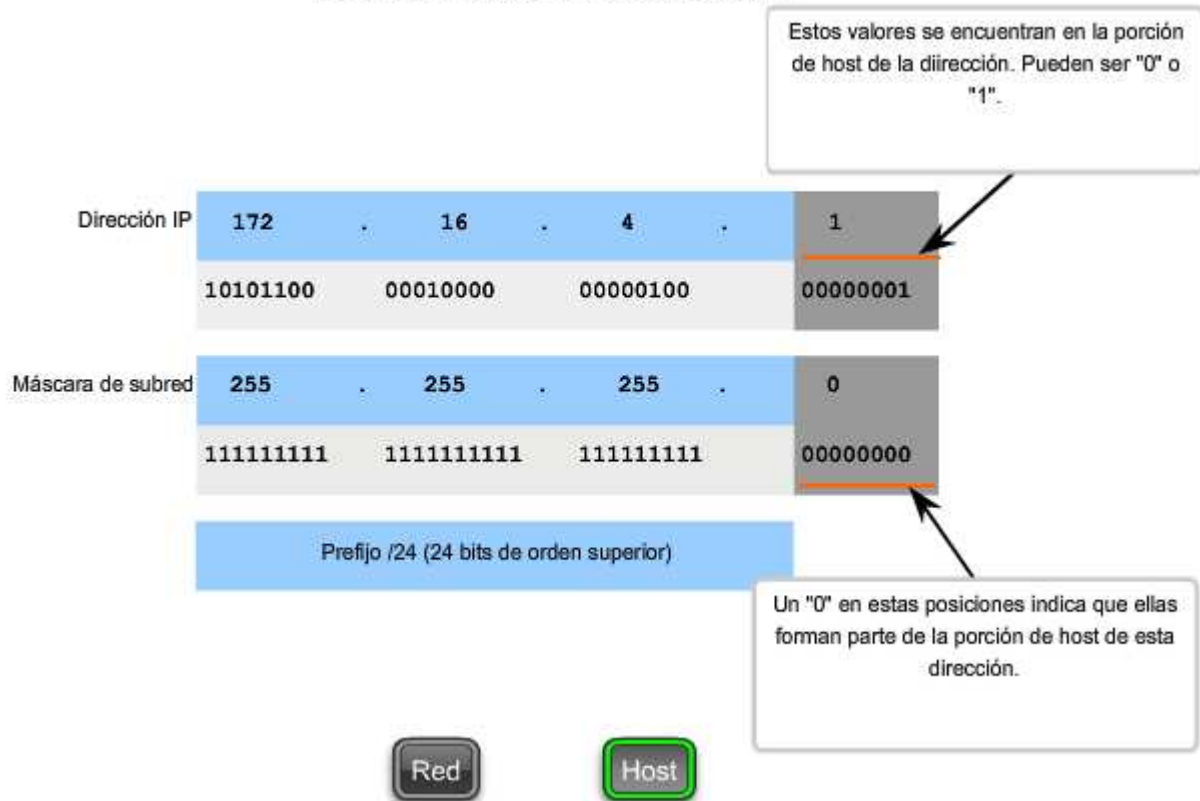 Estos valores se encuentran en la porción
de host de la diirección. Pueden ser "0" o
"1".
Dirección IP 172 . 16 . 4 . 1
10101100 00010000 00000100 00000001
Máscara de subred 255 . 255 . 255 . 0
111111111 1111111111 111111111 00000000
Prefijo /24 (24 bits de orden superior)
Un "0" en estas posiciones indica que ellas
forman parte de la porción de host de esta
dirección.
Red Host